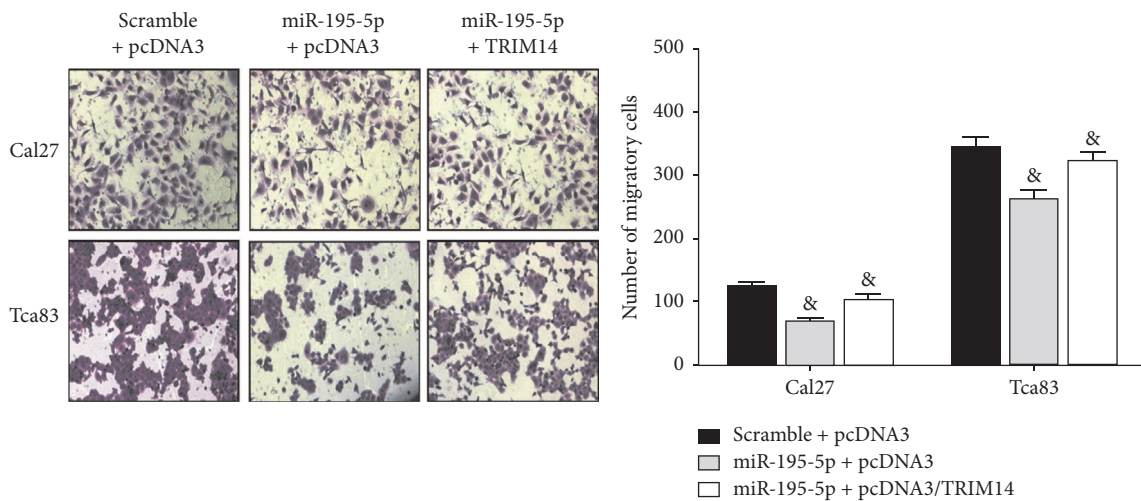 Scramble
+ pcDNA3
miR-195-5p
+ pcDNA3
miR-195-5p
+ TRIM14
Cal27
Tca83
Number of migratory cells
500
400
300
200
100
0
&
&
&
&
Cal27
Tca83
Scramble + pcDNA3
miR-195-5p + pcDNA3
miR-195-5p + pcDNA3/TRIM14